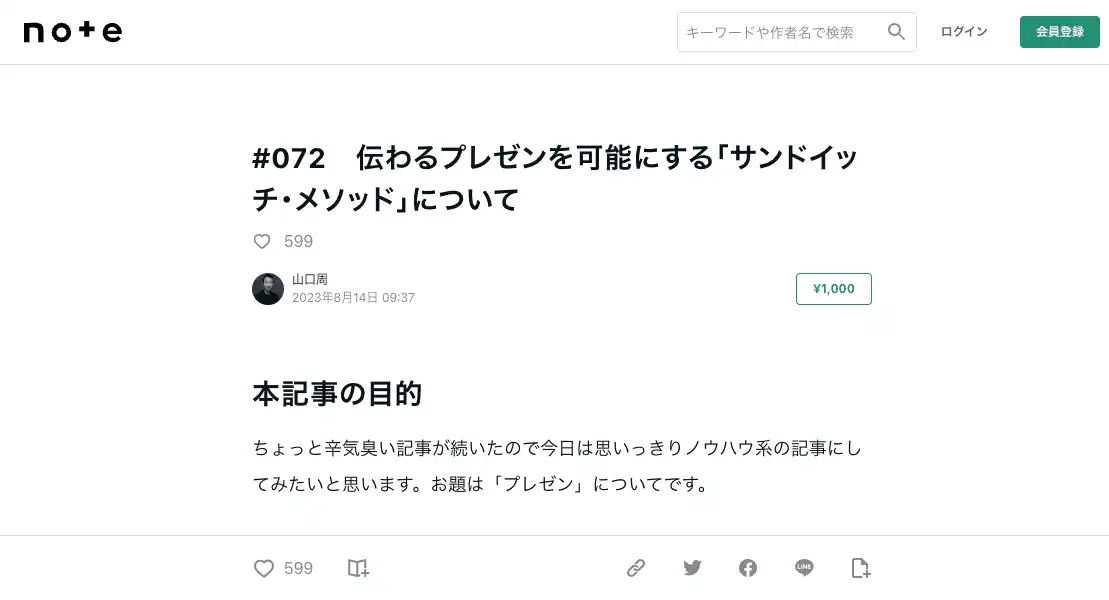 note
キーワードや作者名で検索
ログイン
会員登録
#072　伝わるプレゼンを可能にする「サンドイッ
チ・メソッド」について
599
山口周
2023年8月14日 09:37
¥1,000
本記事の目的
ちょっと辛気臭い記事が続いたので今日は思いっきりノウハウ系の記事にし
てみたいと思います。お題は「プレゼン」についてです。
599
LINE